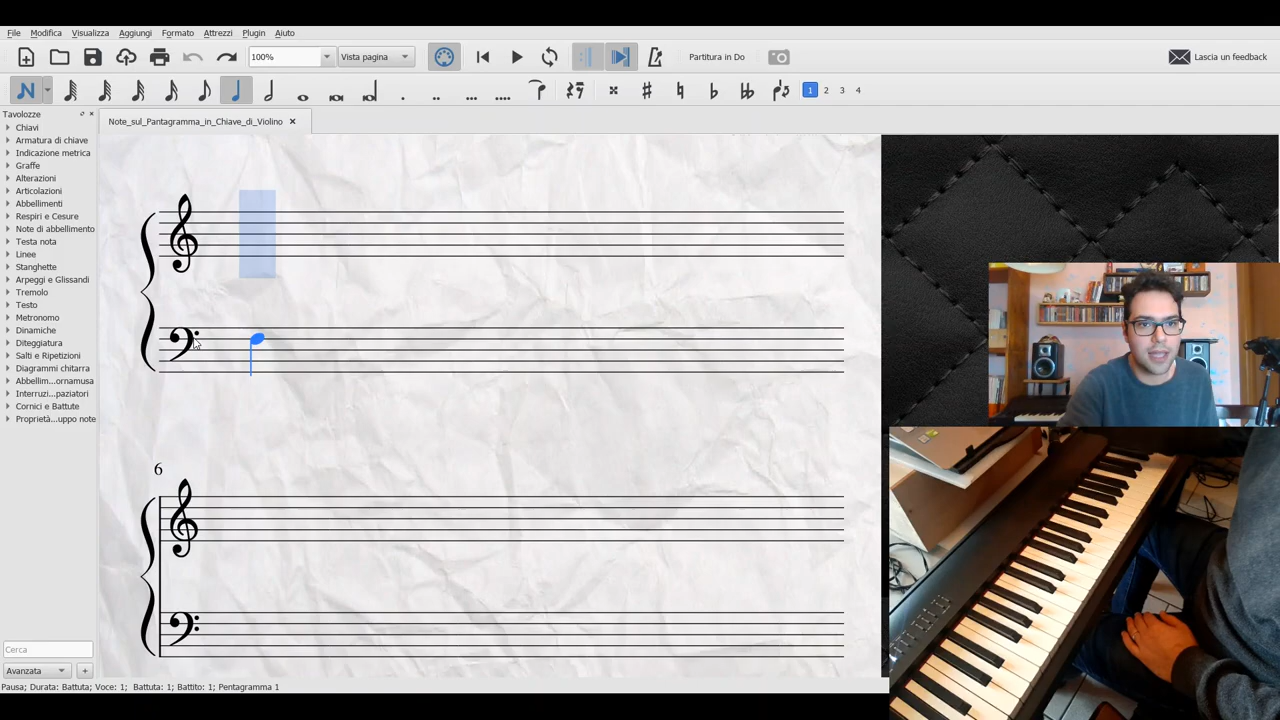 File Modifica Visualizza Aggiungi Formato Attrezzi Plugin Aiuto
100% Vista pagina Partitura in Do Lascia un feedback
N 1 2 3 4
Tavolozze
Note_sul_Pantagramma_in_Chiave_di_Violino
Chiavi
Armatura di chiave
Indicazione metrica
Graffe
Alterazioni
Articolazioni
Abbellimenti
Respiri e Cesure
Note di abbellimento
Testa nota
Linee
Stanghette
Arpeggi e Glissandi
Tremolo
Testo
Metronomo
Dinamiche
Diteggiatura
Salti e Ripetizioni
Diagrammi chitarra
Abbellim...ornamusa
Interruzi...paziatori
Cornici e Battute
Proprietà...uppo note
6
Cerca
Avanzata +
Pausa; Durata: Battuta; Voce: 1; Battuta: 1; Battito: 1; Pentagramma 1